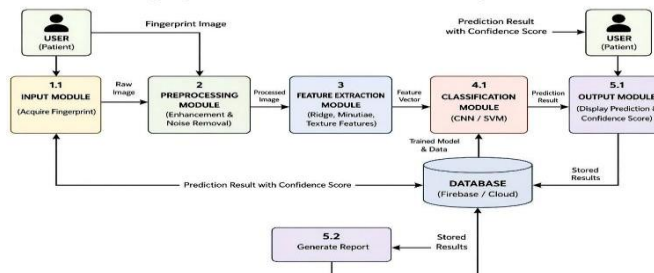 Fingerprint Image
Prediction Result
with Confidence Score
USER
(Patient)
USER
(Patient)
1.1
INPUT MODULE
(Acquire Fingerprint)
Raw
Image
2
PREPROCESSING
MODULE
(Enhancement &
Noise Removal)
Processed
Image
3
FEATURE EXTRACTION
MODULE
(Ridge, Minutiae,
Texture Features)
Feature
Vector
4.1
CLASSIFICATION
MODULE
(CNN / SVM)
Prediction
Result
5.1
OUTPUT MODULE
(Display Prediction &
Confidence Score)
Trained Model
& Data
Prediction Result with Confidence Score
DATABASE
(Firebase / Cloud)
Stored
Results
5.2
Generate Report
Stored
Results